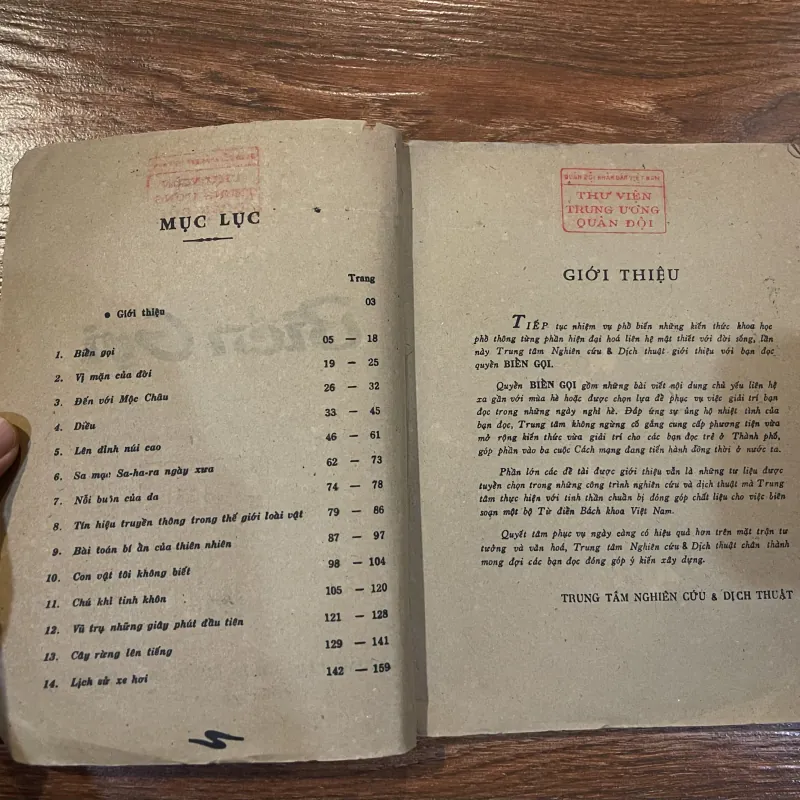 MỤC LỤC
Trang
● Giới thiệu 03
1. Biển gọi 05 — 18
2. Vị mặn của đời 19 — 25
3. Đến với Mộc Châu 26 — 32
4. Diều 33 — 45
5. Lên đỉnh núi cao 46 — 61
6. Sa mạc Sa-ha-ra ngày xưa 62 — 73
7. Nỗi buồn của da 74 — 78
8. Tín hiệu truyền thông trong thế giới loài vật 79 — 86
9. Bài toán bí ẩn của thiên nhiên 87 — 97
10. Con vật tôi không biết 98 — 104
11. Chú khỉ tinh khôn 105 — 120
12. Vũ trụ những giây phút đầu tiên 121 — 128
13. Cây rừng lên tiếng 129 — 141
14. Lịch sử xe hơi 142 — 159
QUÂN ĐỘI NHÂN DÂN VIỆT NAM
THƯ VIỆN
TRUNG ƯƠNG
QUÂN ĐỘI
GIỚI THIỆU
TIẾP tục nhiệm vụ phổ biến những kiến thức khoa học
phổ thông từng phần hiện đại hoá liên hệ mật thiết với đời sống, lần
này Trung tâm Nghiên cứu & Dịch thuật giới thiệu với bạn đọc
quyển BIỂN GỌI.
Quyển BIỂN GỌI gồm những bài viết nội dung chủ yếu liên hệ
xa gần với mùa hè hoặc được chọn lựa để phục vụ việc giải trí bạn
đọc trong những ngày nghỉ hè. Đáp ứng sự ủng hộ nhiệt tình của
bạn đọc, Trung tâm không ngừng cố gắng cung cấp phương tiện vừa
mở rộng kiến thức vừa giải trí cho các bạn đọc trẻ ở Thành phố,
góp phần vào ba cuộc Cách mạng đang tiến hành đồng thời ở nước ta.
Phần lớn các đề tài được giới thiệu vẫn là những tư liệu được
tuyển chọn trong những công trình nghiên cứu và dịch thuật mà Trung
tâm thực hiện với tinh thần chuẩn bị đóng góp chất liệu cho việc biên
soạn một bộ Từ điển Bách khoa Việt Nam.
Quyết tâm phục vụ ngày càng có hiệu quả hơn trên mặt trận tư
tưởng và văn hoá, Trung tâm Nghiên cứu & Dịch thuật chân thành
mong đợi các bạn đọc đóng góp ý kiến xây dựng.
TRUNG TÂM NGHIÊN CỨU & DỊCH THUẬT